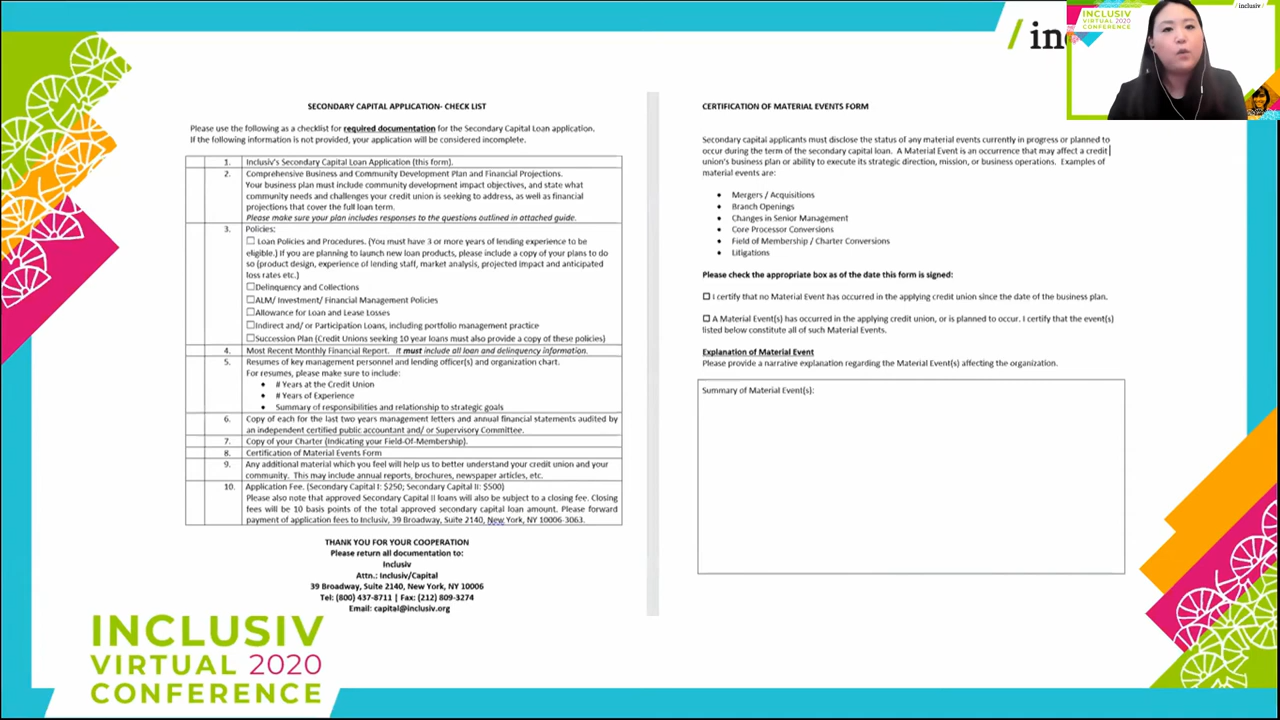 / inc
INCLUSIV
VIRTUAL 2020
CONFERENCE
/inclusiv/
SECONDARY CAPITAL APPLICATION- CHECK LIST
Please use the following as a checklist for required documentation for the Secondary Capital Loan application.
If the following information is not provided, your application will be considered incomplete.
1. Inclusiv's Secondary Capital Loan Application (this form).
2. Comprehensive Business and Community Development Plan and Financial Projections.
Your business plan must include community development impact objectives, and state what
community needs and challenges your credit union is seeking to address, as well as financial
projections that cover the full loan term.
Please make sure your plan includes responses to the questions outlined in attached guide.
3. Policies:
☐ Loan Policies and Procedures. (You must have 3 or more years of lending experience to be
eligible.) If you are planning to launch new loan products, please include a copy of your plans to do
so (product design, experience of lending staff, market analysis, projected impact and anticipated
loss rates etc.)
☐Delinquency and Collections
☐ALM/ Investment/ Financial Management Policies
☐Allowance for Loan and Lease Losses
☐Indirect and/ or Participation Loans, including portfolio management practice
☐Succession Plan (Credit Unions seeking 10 year loans must also provide a copy of these policies)
4. Most Recent Monthly Financial Report. It must include all loan and delinquency information.
5. Resumes of key management personnel and lending officer(s) and organization chart.
For resumes, please make sure to include:
• # Years at the Credit Union
• # Years of Experience
• Summary of responsibilities and relationship to strategic goals
6. Copy of each for the last two years management letters and annual financial statements audited by
an independent certified public accountant and/ or Supervisory Committee.
7. Copy of your Charter (Indicating your Field-Of-Membership).
8. Certification of Material Events Form
9. Any additional material which you feel will help us to better understand your credit union and your
community. This may include annual reports, brochures, newspaper articles, etc.
10. Application Fee. (Secondary Capital I: $250; Secondary Capital II: $500)
Please also note that approved Secondary Capital II loans will also be subject to a closing fee. Closing
fees will be 10 basis points of the total approved secondary capital loan amount. Please forward
payment of application fees to Inclusiv, 39 Broadway, Suite 2140, New York, NY 10006-3063.
THANK YOU FOR YOUR COOPERATION
Please return all documentation to:
Inclusiv
Attn.: Inclusiv/Capital
39 Broadway, Suite 2140, New York, NY 10006
Tel: (800) 437-8711 | Fax: (212) 809-3274
Email: capital@inclusiv.org
CERTIFICATION OF MATERIAL EVENTS FORM
Secondary capital applicants must disclose the status of any material events currently in progress or planned to
occur during the term of the secondary capital loan. A Material Event is an occurrence that may affect a credit
union's business plan or ability to execute its strategic direction, mission, or business operations. Examples of
material events are:
• Mergers / Acquisitions
• Branch Openings
• Changes in Senior Management
• Core Processor Conversions
• Field of Membership / Charter Conversions
• Litigations
Please check the appropriate box as of the date this form is signed:
☐ I certify that no Material Event has occurred in the applying credit union since the date of the business plan.
☐ A Material Event(s) has occurred in the applying credit union, or is planned to occur. I certify that the event(s)
listed below constitute all of such Material Events.
Explanation of Material Event
Please provide a narrative explanation regarding the Material Event(s) affecting the organization.
Summary of Material Event(s):
INCLUSIV
VIRTUAL 2020
CONFERENCE